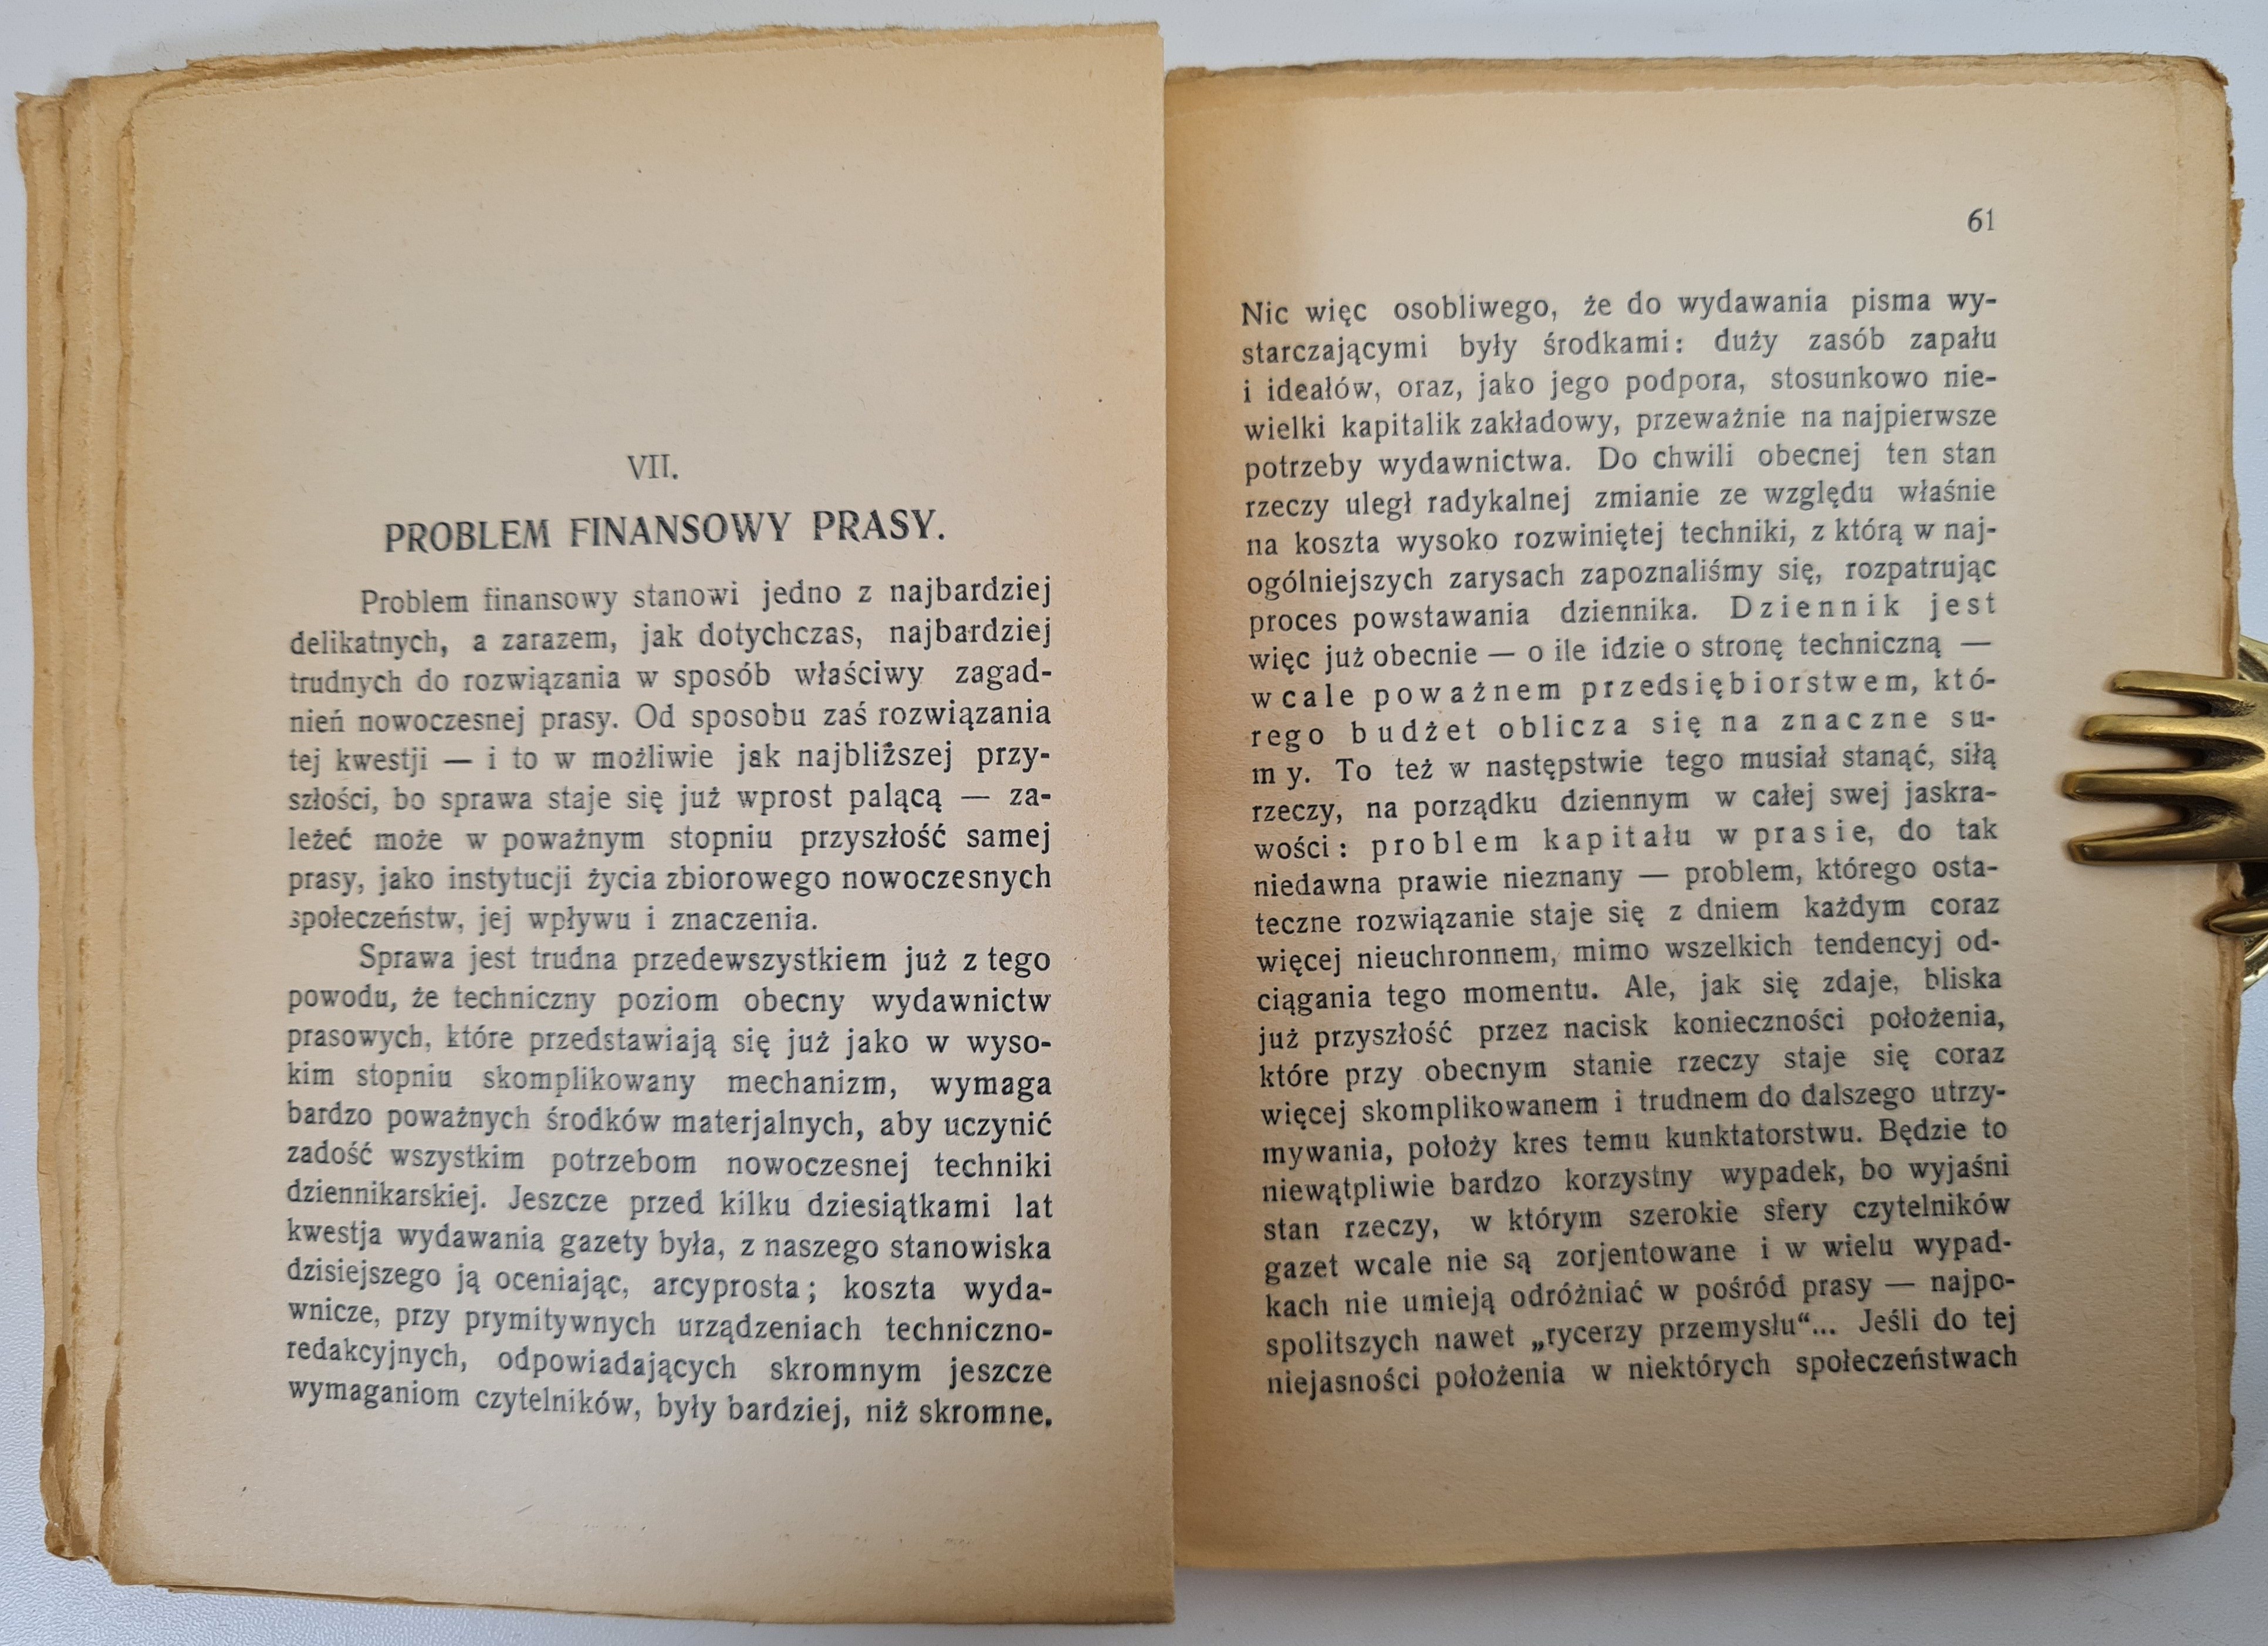 VII.
PROBLEM FINANSOWY PRASY.
Problem finansowy stanowi jedno z najbardziej
delikatnych, a zarazem, jak dotychczas, najbardziej
trudnych do rozwiązania w sposób właściwy zagad-
nień nowoczesnej prasy. Od sposobu zaś rozwiązania
tej kwestji — i to w możliwie jak najbliższej przy-
szłości, bo sprawa staje się już wprost palącą — za-
leżeć może w poważnym stopniu przyszłość samej
prasy, jako instytucji życia zbiorowego nowoczesnych
społeczeństw, jej wpływu i znaczenia.
Sprawa jest trudna przedewszystkiem już z tego
powodu, że techniczny poziom obecny wydawnictw
prasowych, które przedstawiają się już jako w wyso-
kim stopniu skomplikowany mechanizm, wymaga
bardzo poważnych środków materjalnych, aby uczynić
zadość wszystkim potrzebom nowoczesnej techniki
dziennikarskiej. Jeszcze przed kilku dziesiątkami lat
kwestja wydawania gazety była, z naszego stanowiska
dzisiejszego ją oceniając, arcyprosta; koszta wyda-
wnicze, przy prymitywnych urządzeniach techniczno-
redakcyjnych, odpowiadających skromnym jeszcze
wymaganiom czytelników, były bardziej, niż skromne.
61
Nic więc osobliwego, że do wydawania pisma wy-
starczającymi były środkami: duży zasób zapału
i ideałów, oraz, jako jego podpora, stosunkowo nie-
wielki kapitalik zakładowy, przeważnie na najpierwsze
potrzeby wydawnictwa. Do chwili obecnej ten stan
rzeczy uległ radykalnej zmianie ze względu właśnie
na koszta wysoko rozwiniętej techniki, z którą w naj-
ogólniejszych zarysach zapoznaliśmy się, rozpatrując
proces powstawania dziennika. Dziennik jest
więc już obecnie — o ile idzie o stronę techniczną —
wcale poważnem przedsiębiorstwem, któ-
rego budżet oblicza się na znaczne su-
my. To też w następstwie tego musiał stanąć, siłą
rzeczy, na porządku dziennym w całej swej jaskra-
wości: problem kapitału w prasie, do tak
niedawna prawie nieznany — problem, którego osta-
teczne rozwiązanie staje się z dniem każdym coraz
więcej nieuchronnem, mimo wszelkich tendencyj od-
ciągania tego momentu. Ale, jak się zdaje, bliska
już przyszłość przez nacisk konieczności położenia,
które przy obecnym stanie rzeczy staje się coraz
więcej skomplikowanem i trudnem do dalszego utrzy-
mywania, położy kres temu kunktatorstwu. Będzie to
niewątpliwie bardzo korzystny wypadek, bo wyjaśni
stan rzeczy, w którym szerokie sfery czytelników
gazet wcale nie są zorjentowane i w wielu wypad-
kach nie umieją odróżniać w pośród prasy — najpo-
spolitszych nawet „rycerzy przemysłu“... Jeśli do tej
niejasności położenia w niektórych społeczeństwach